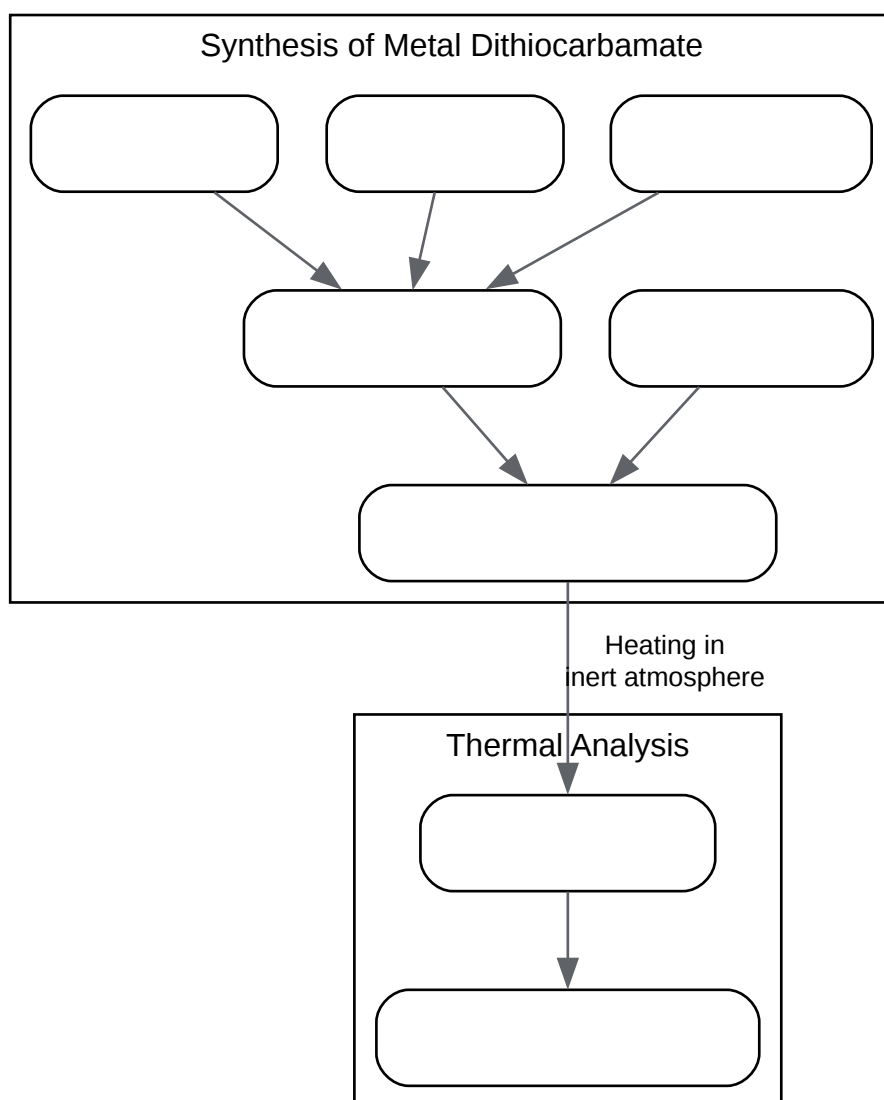 Synthesis of Metal Dithiocarbamate
Heating in
inert atmosphere
Thermal Analysis